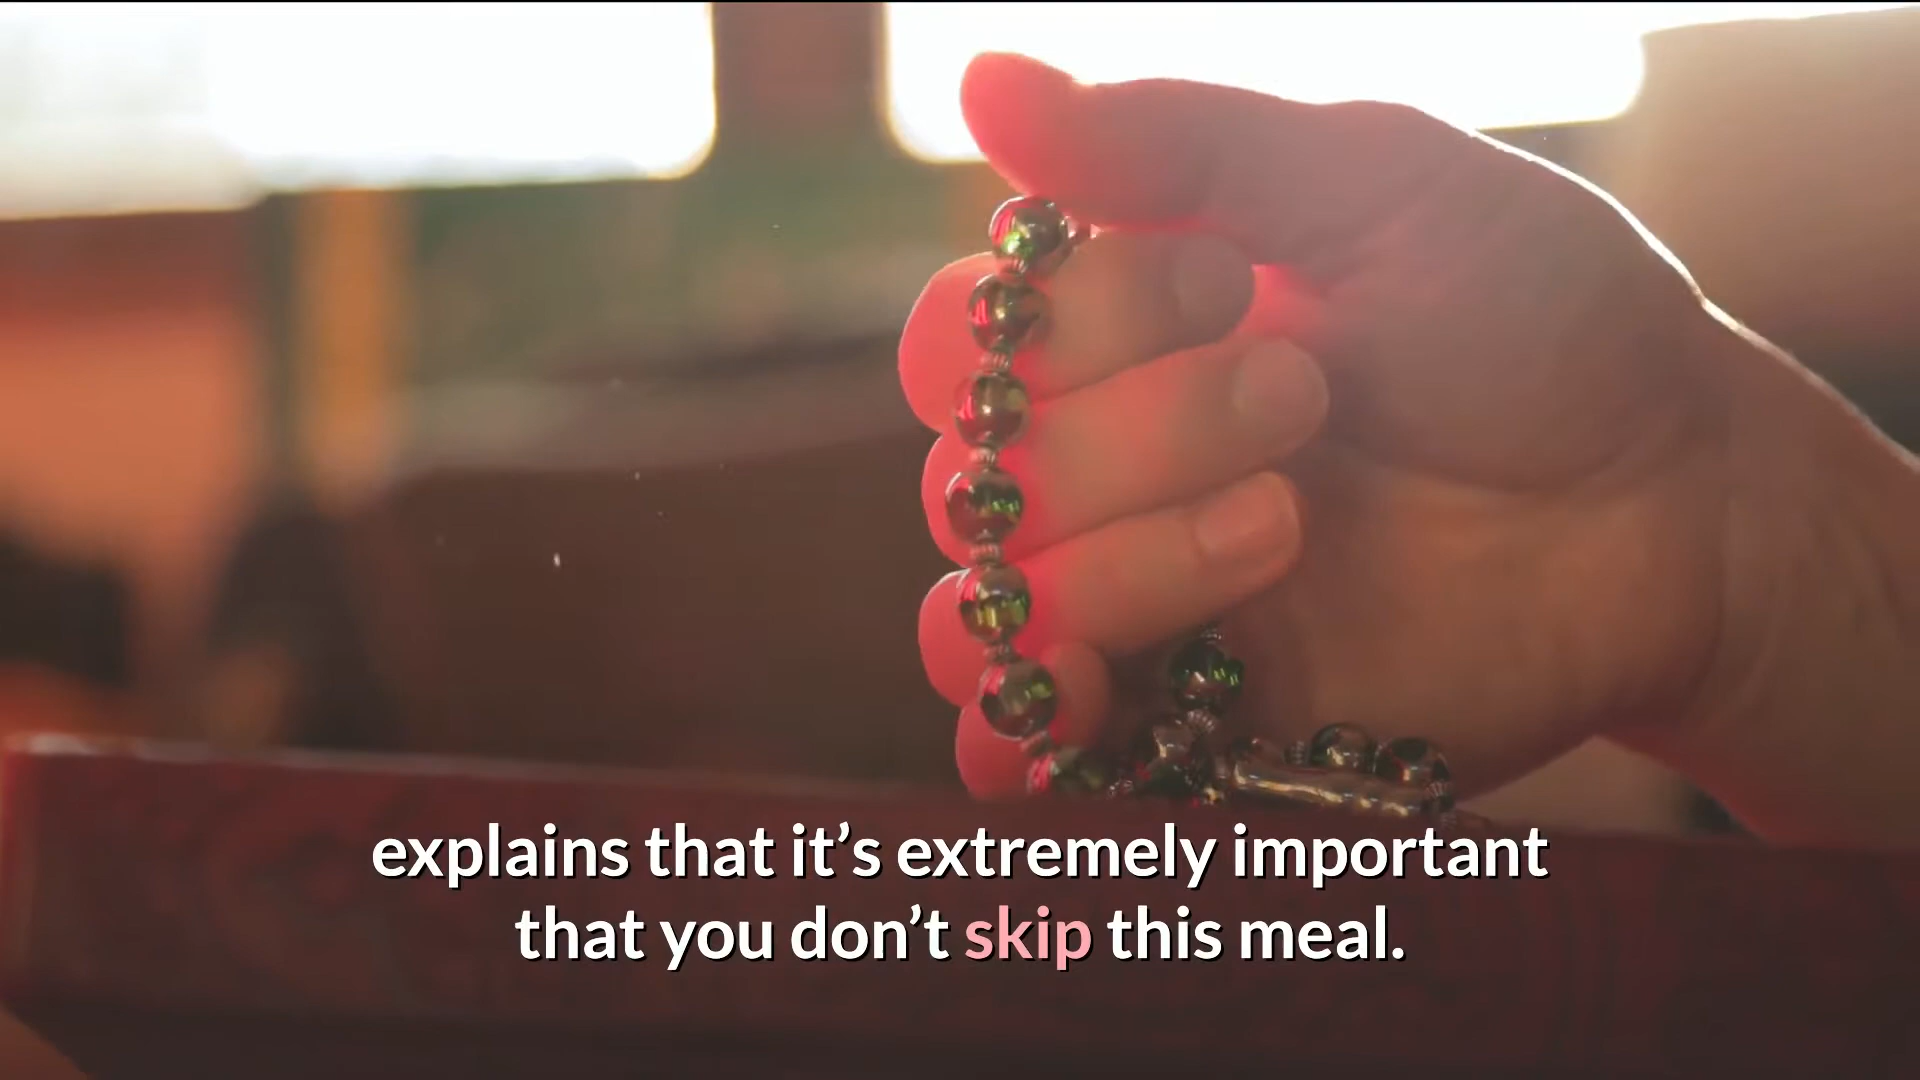 explains that it’s extremely important
that you don’t skip this meal.